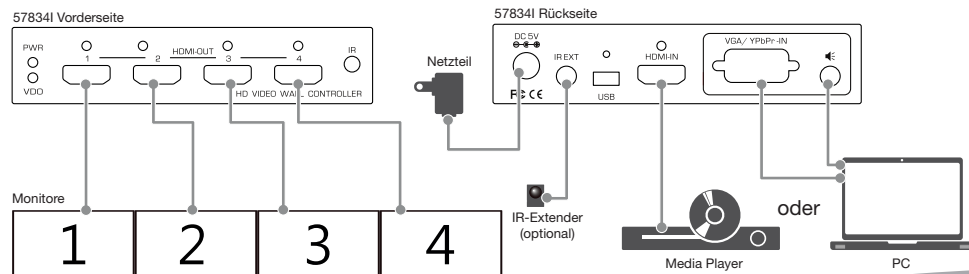 57834I Vorderseite
PWR
VDO
HDMI-OUT
1
2
3
4
IR
HD VIDEO WALL CONTROLLER
Netzteil
57834I Rückseite
DC 5V
IR EXT
USB
HDMI-IN
VGA/ YPbPr-IN
FC CE
Monitore
1
2
3
4
IR-Extender
(optional)
Media Player
oder
PC